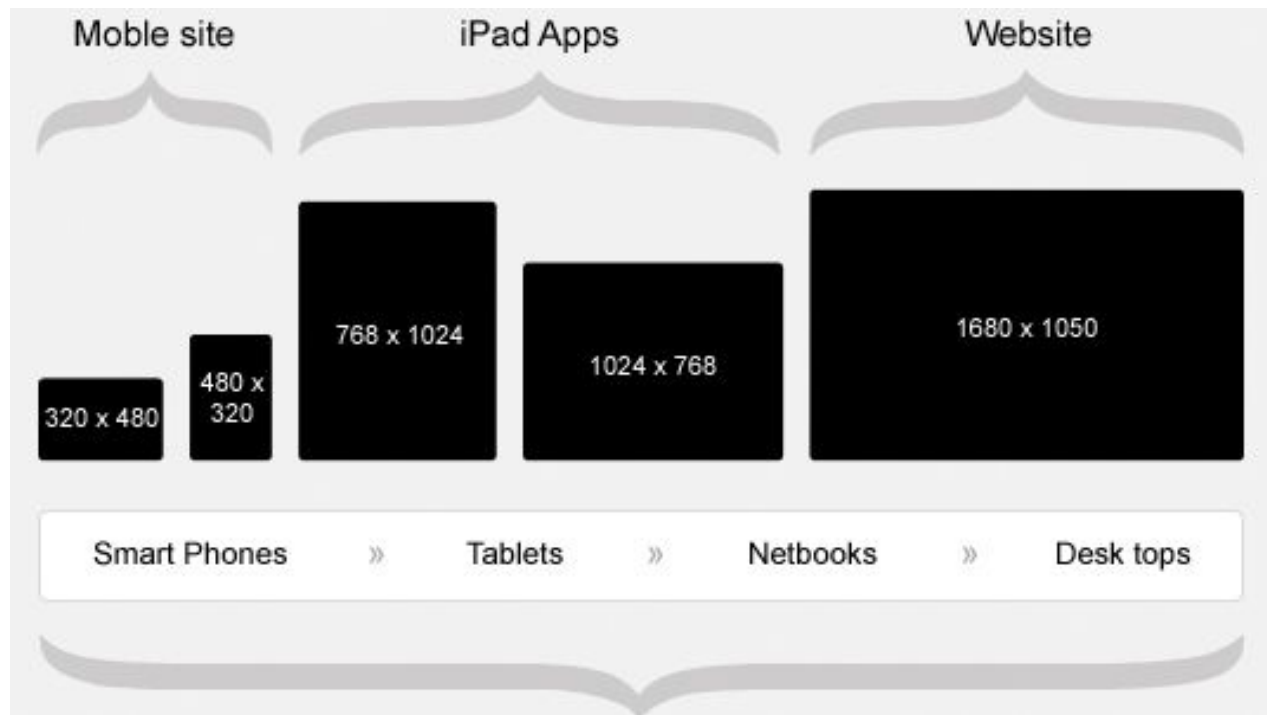 Moble site
iPad Apps
Website
320 x 480
480 x
320
768 x 1024
1024 x 768
1680 x 1050
Smart Phones » Tablets » Netbooks » Desk tops